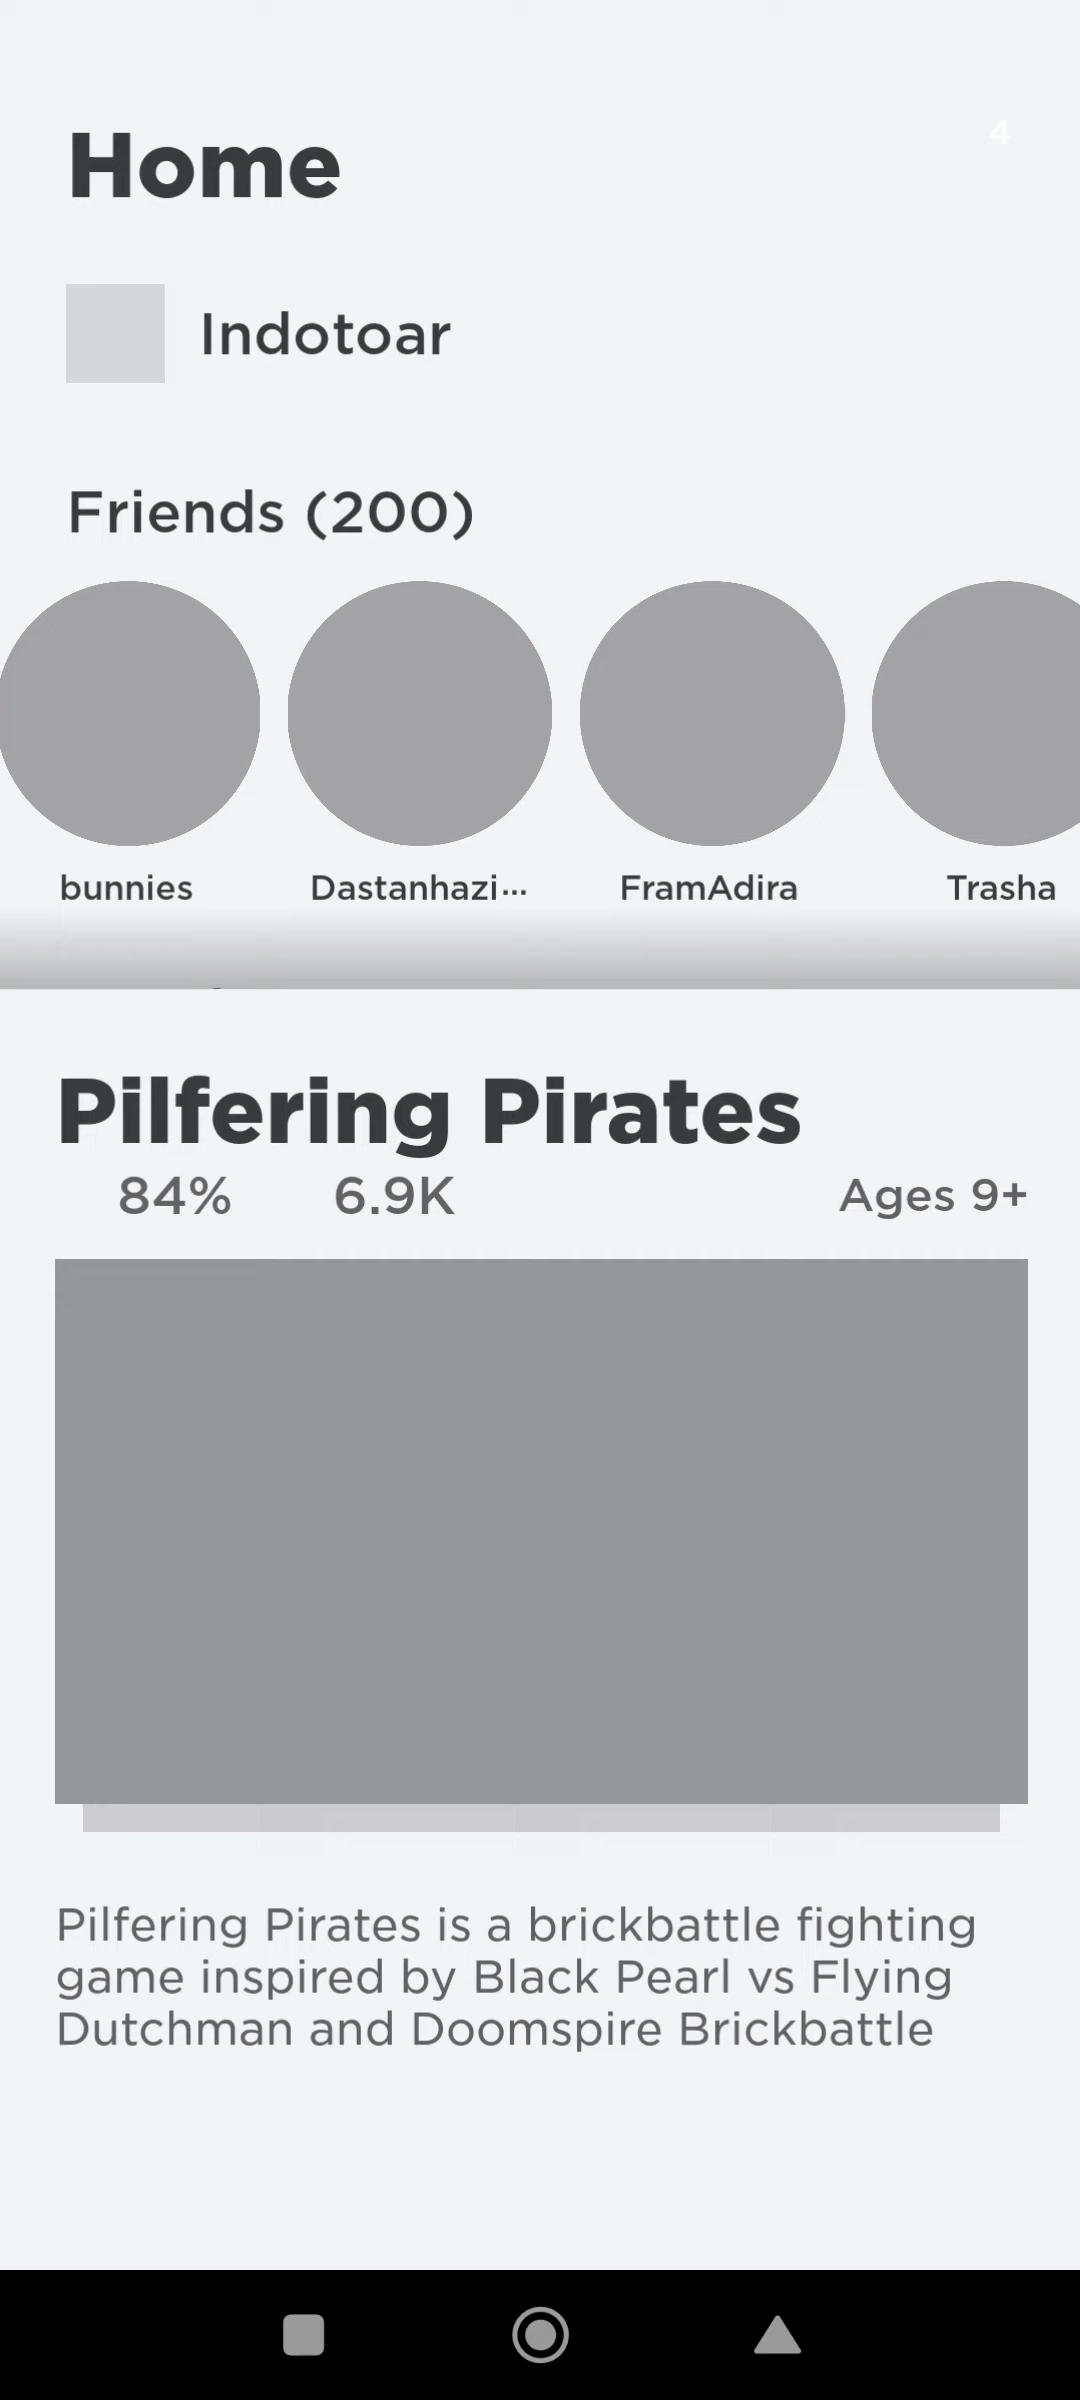 Home
4
Indotoar
Friends (200)
bunnies
Dastanhazi...
FramAdira
Trasha
Pilfering Pirates
84%
6.9K
Ages 9+
Pilfering Pirates is a brickbattle fighting
game inspired by Black Pearl vs Flying
Dutchman and Doomspire Brickbattle